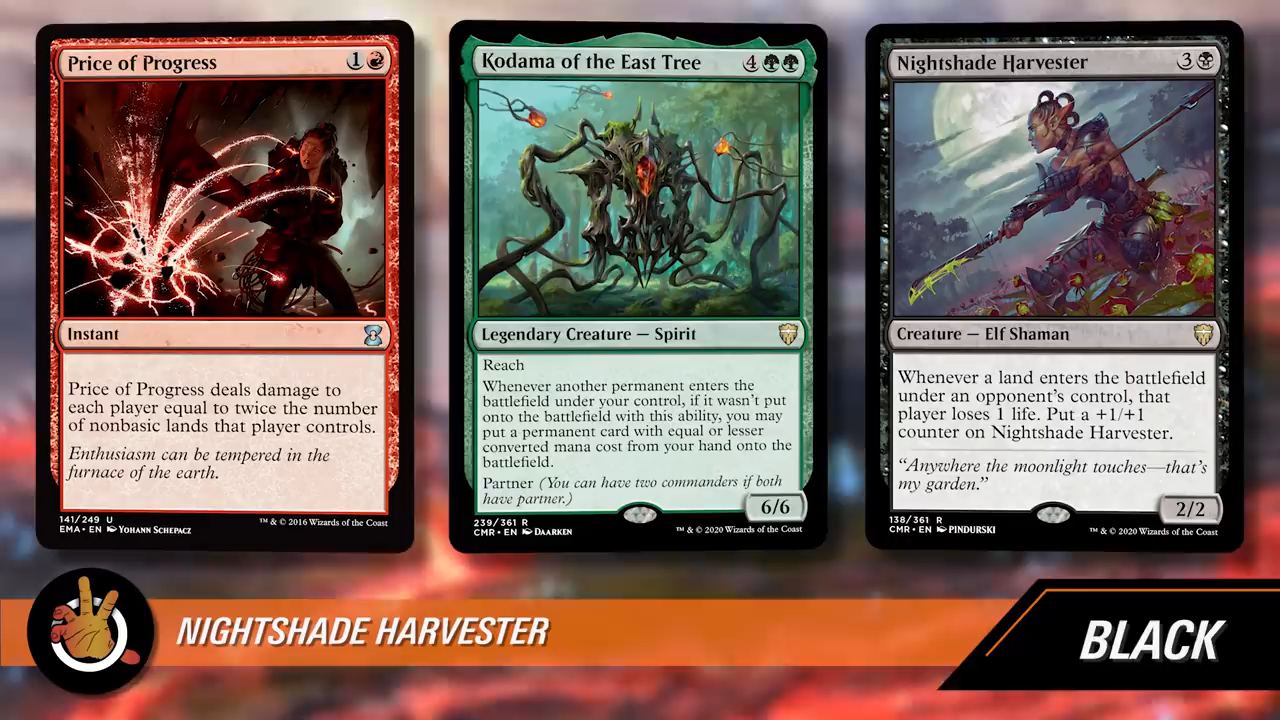 Price of Progress 1
Instant
Price of Progress deals damage to
each player equal to twice the number
of nonbasic lands that player controls.
Enthusiasm can be tempered in the
furnace of the earth.
141/249 U
EMA • EN YOHANN SCHEPACZ
™ & © 2016 Wizards of the Coast
Kodama of the East Tree 4
Legendary Creature — Spirit
Reach
Whenever another permanent enters the
battlefield under your control, if it wasn't put
onto the battlefield with this ability, you may
put a permanent card with equal or lesser
converted mana cost from your hand onto the
battlefield.
Partner (You can have two commanders if both
have partner.)
6/6
239/361 R
CMR • EN DAARKEN
™ & © 2020 Wizards of the Coast
Nightshade Harvester 3
Creature — Elf Shaman
Whenever a land enters the battlefield
under an opponent's control, that
player loses 1 life. Put a +1/+1
counter on Nightshade Harvester.
“Anywhere the moonlight touches—that's
my garden.”
2/2
138/361 R
CMR • EN PINDURSKI
™ & © 2020 Wizards of the Coast
NIGHTSHADE HARVESTER
BLACK